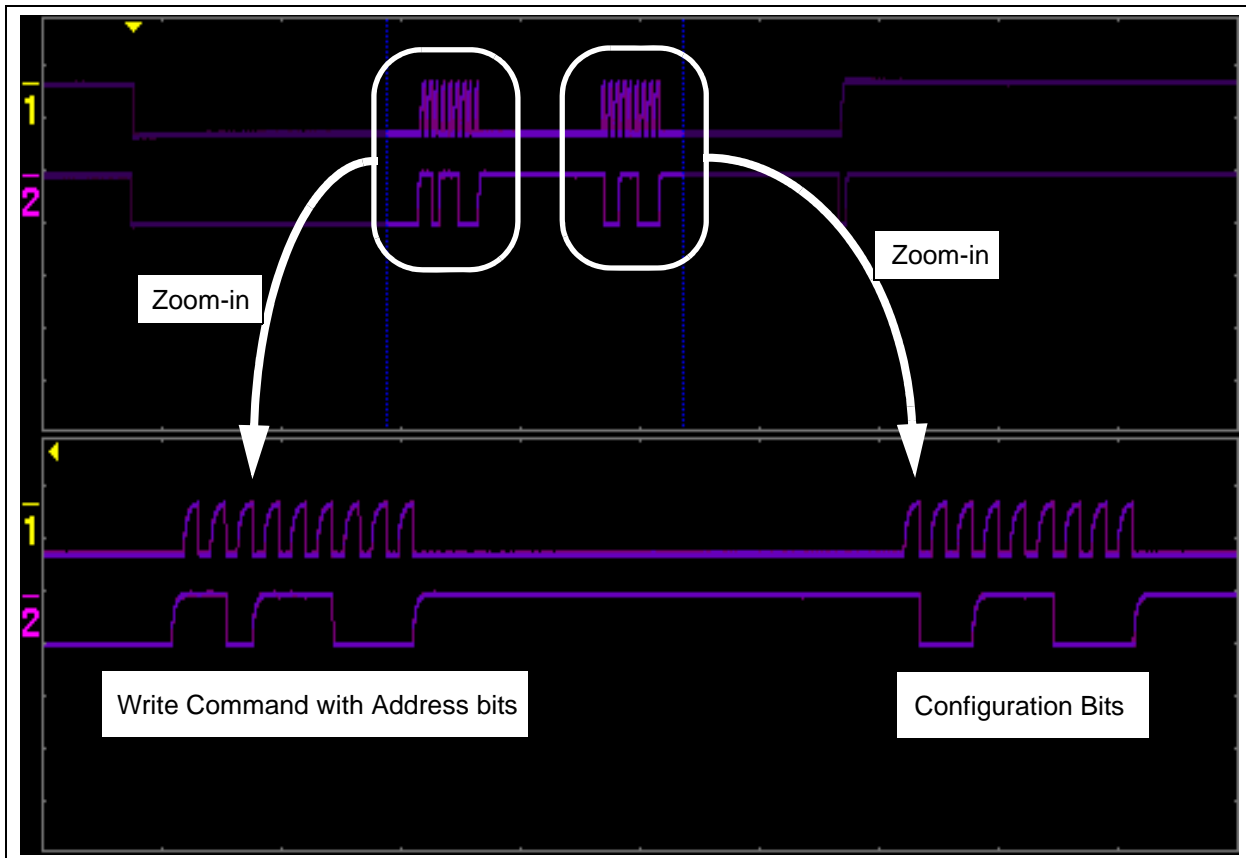 1
2
Zoom-in
Zoom-in
1
2
Write Command with Address bits
Configuration Bits